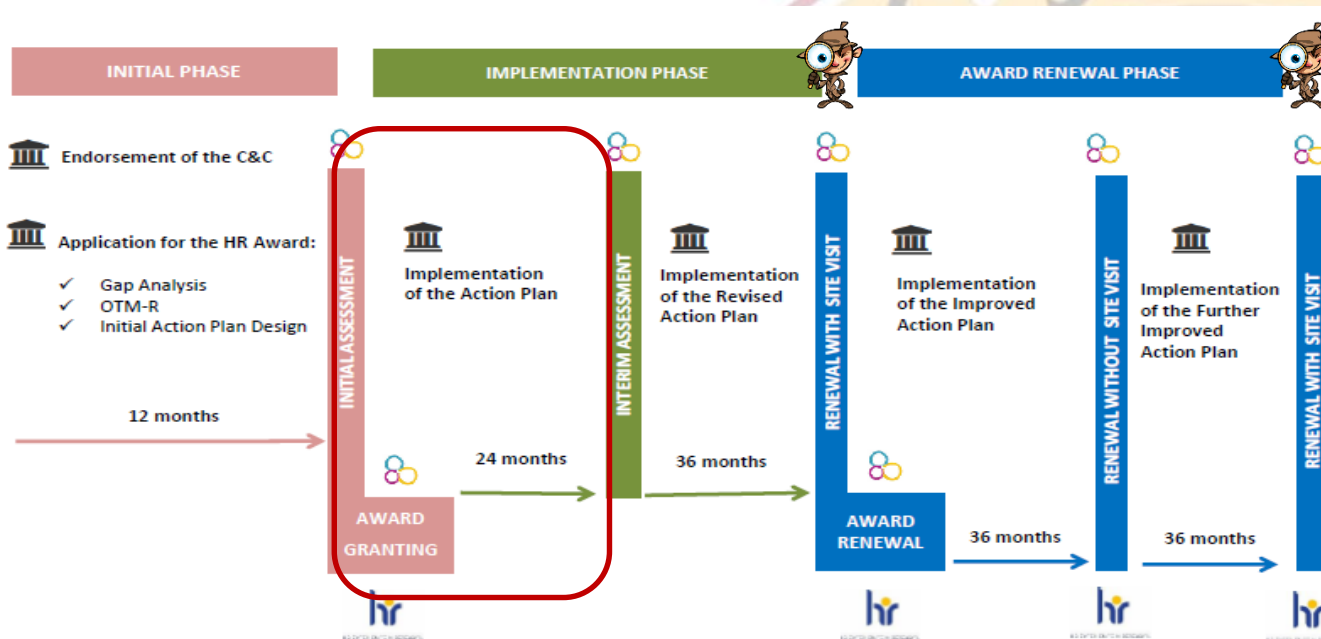 INITIAL PHASE
IMPLEMENTATION PHASE
AWARD RENEWAL PHASE
Endorsement of the C&C
Application for the HR Award:
✓ Gap Analysis
✓ OTM-R
✓ Initial Action Plan Design
12 months
INITIAL ASSESSMENT
AWARD
GRANTING
Implementation
of the Action Plan
24 months
INTERIM ASSESSMENT
Implementation
of the Revised
Action Plan
36 months
RENEWAL WITH SITE VISIT
AWARD
RENEWAL
Implementation
of the Improved
Action Plan
36 months
RENEWAL WITHOUT SITE VISIT
Implementation
of the Further
Improved
Action Plan
36 months
RENEWAL WITH SITE VISIT
hr
hr
hr
hr